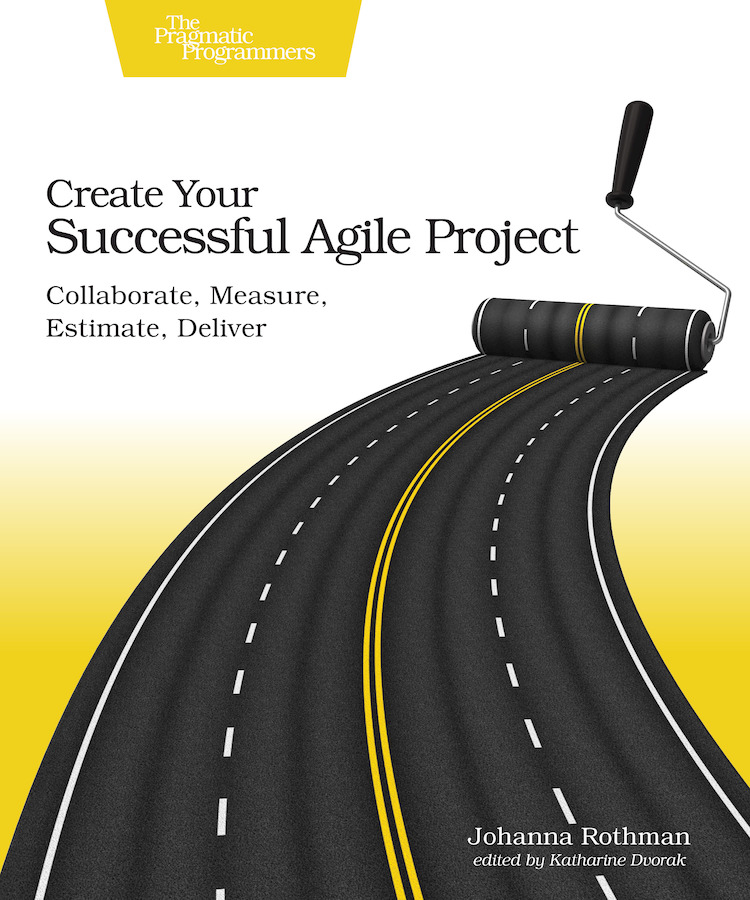 The
Pragmatic
Programmers
Create Your
Successful Agile Project
Collaborate, Measure,
Estimate, Deliver
Johanna Rothman
edited by Katharine Dvorak